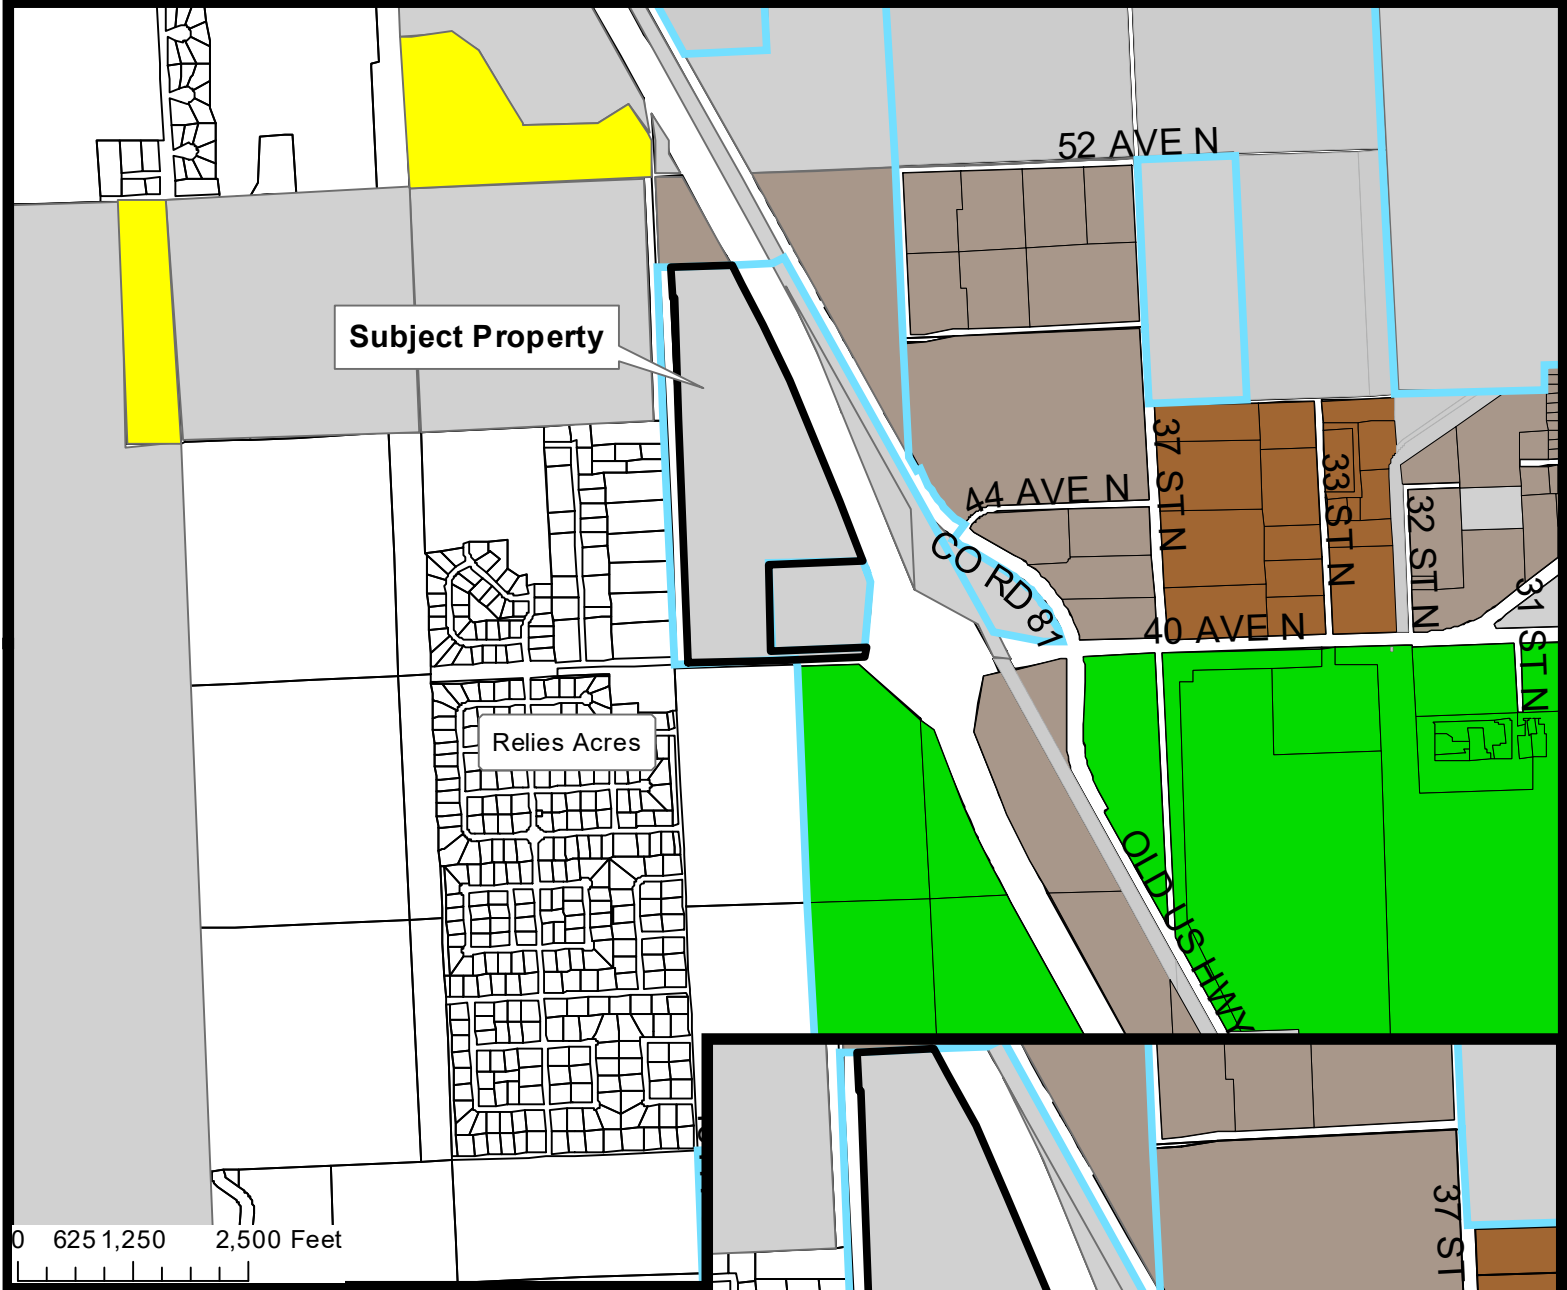 52 AVE N
Subject Property
37 ST N
33 ST N
44 AVE N
32 ST N
CO RD 81
40 AVE N
31 ST N
Relies Acres
OLD US HWY
37 ST
0 625 1,250 2,500 Feet